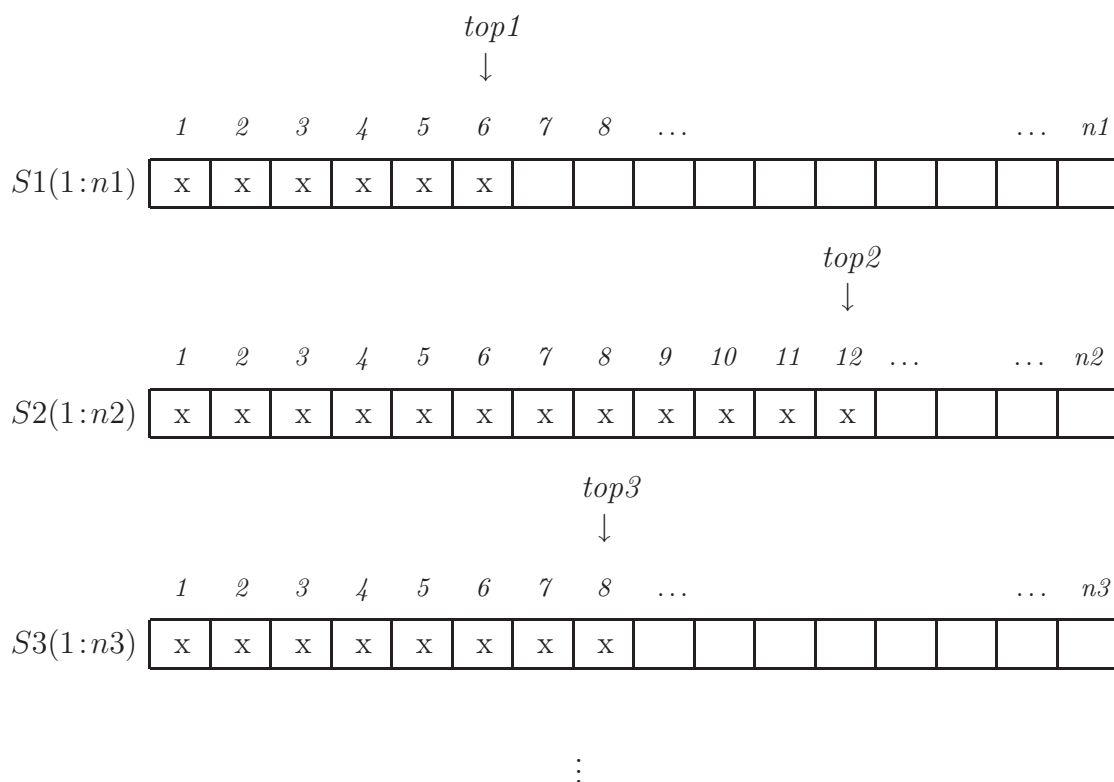 top1
↓
1 2 3 4 5 6 7 8 ... ... n1
S1(1:n1) x x x x x x
top2
↓
1 2 3 4 5 6 7 8 9 10 11 12 ... ... n2
S2(1:n2) x x x x x x x x x x x x
top3
↓
1 2 3 4 5 6 7 8 ... ... n3
S3(1:n3) x x x x x x x x
⋮